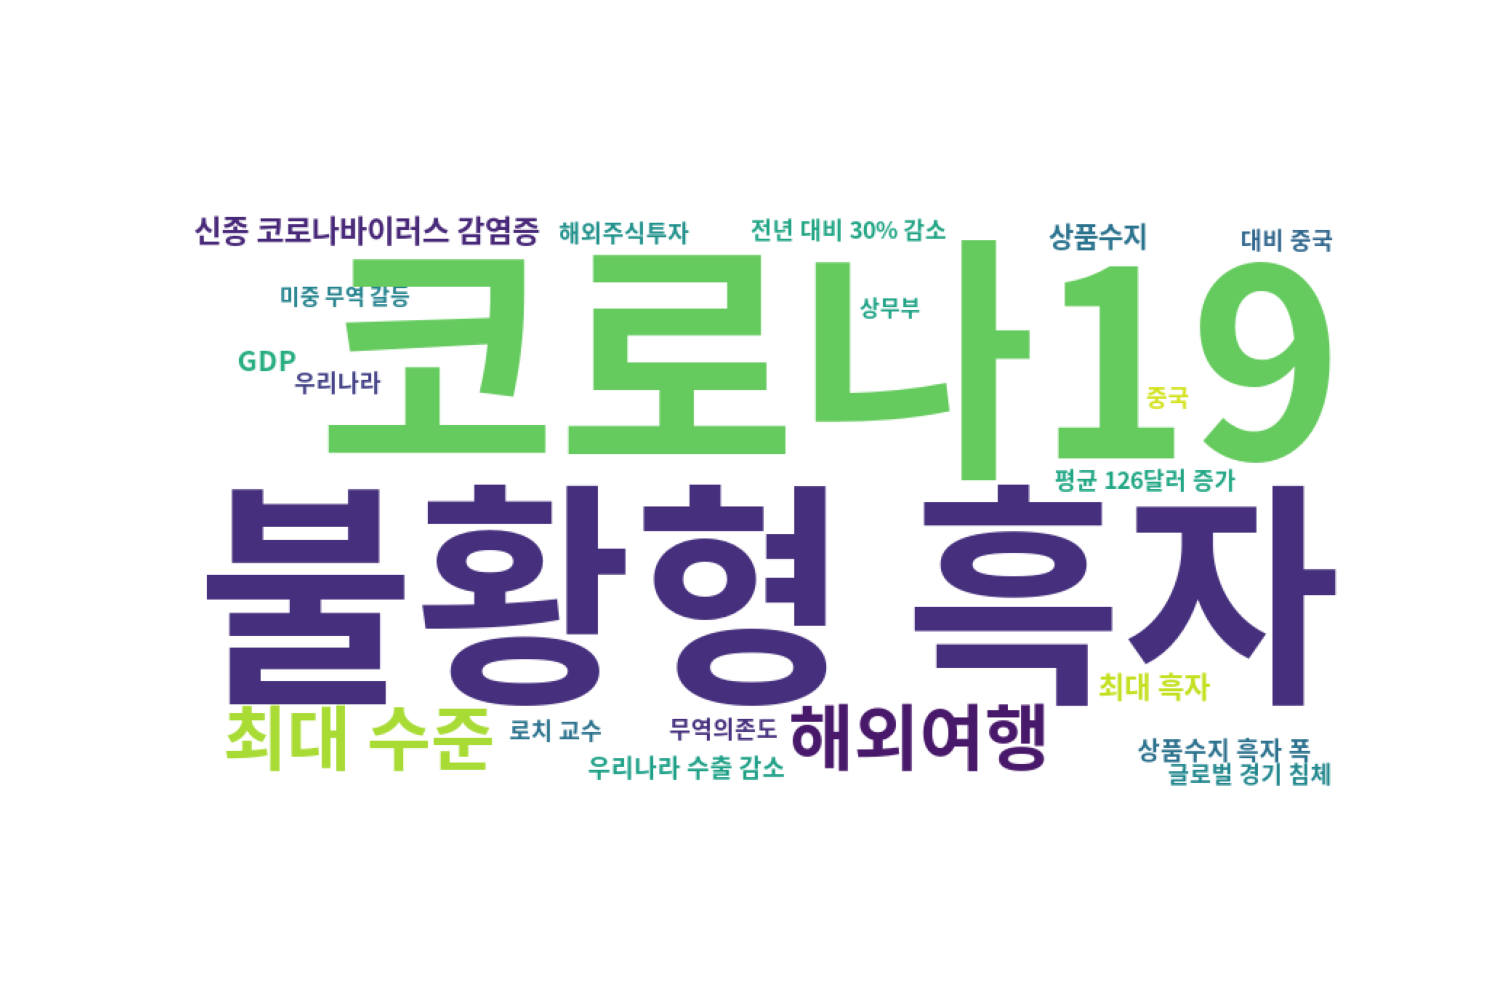 신종 코로나바이러스 감염증
해외주식투자
전년 대비 30% 감소
상품수지
대비 중국
미중 무역 갈등
코로나19
상무부
GDP
우리나라
중국
평균 126달러 증가
불황형 흑자
최대 흑자
최대 수준
로치 교수
무역의존도
해외여행
우리나라 수출 감소
상품수지 흑자 폭
글로벌 경기 침체